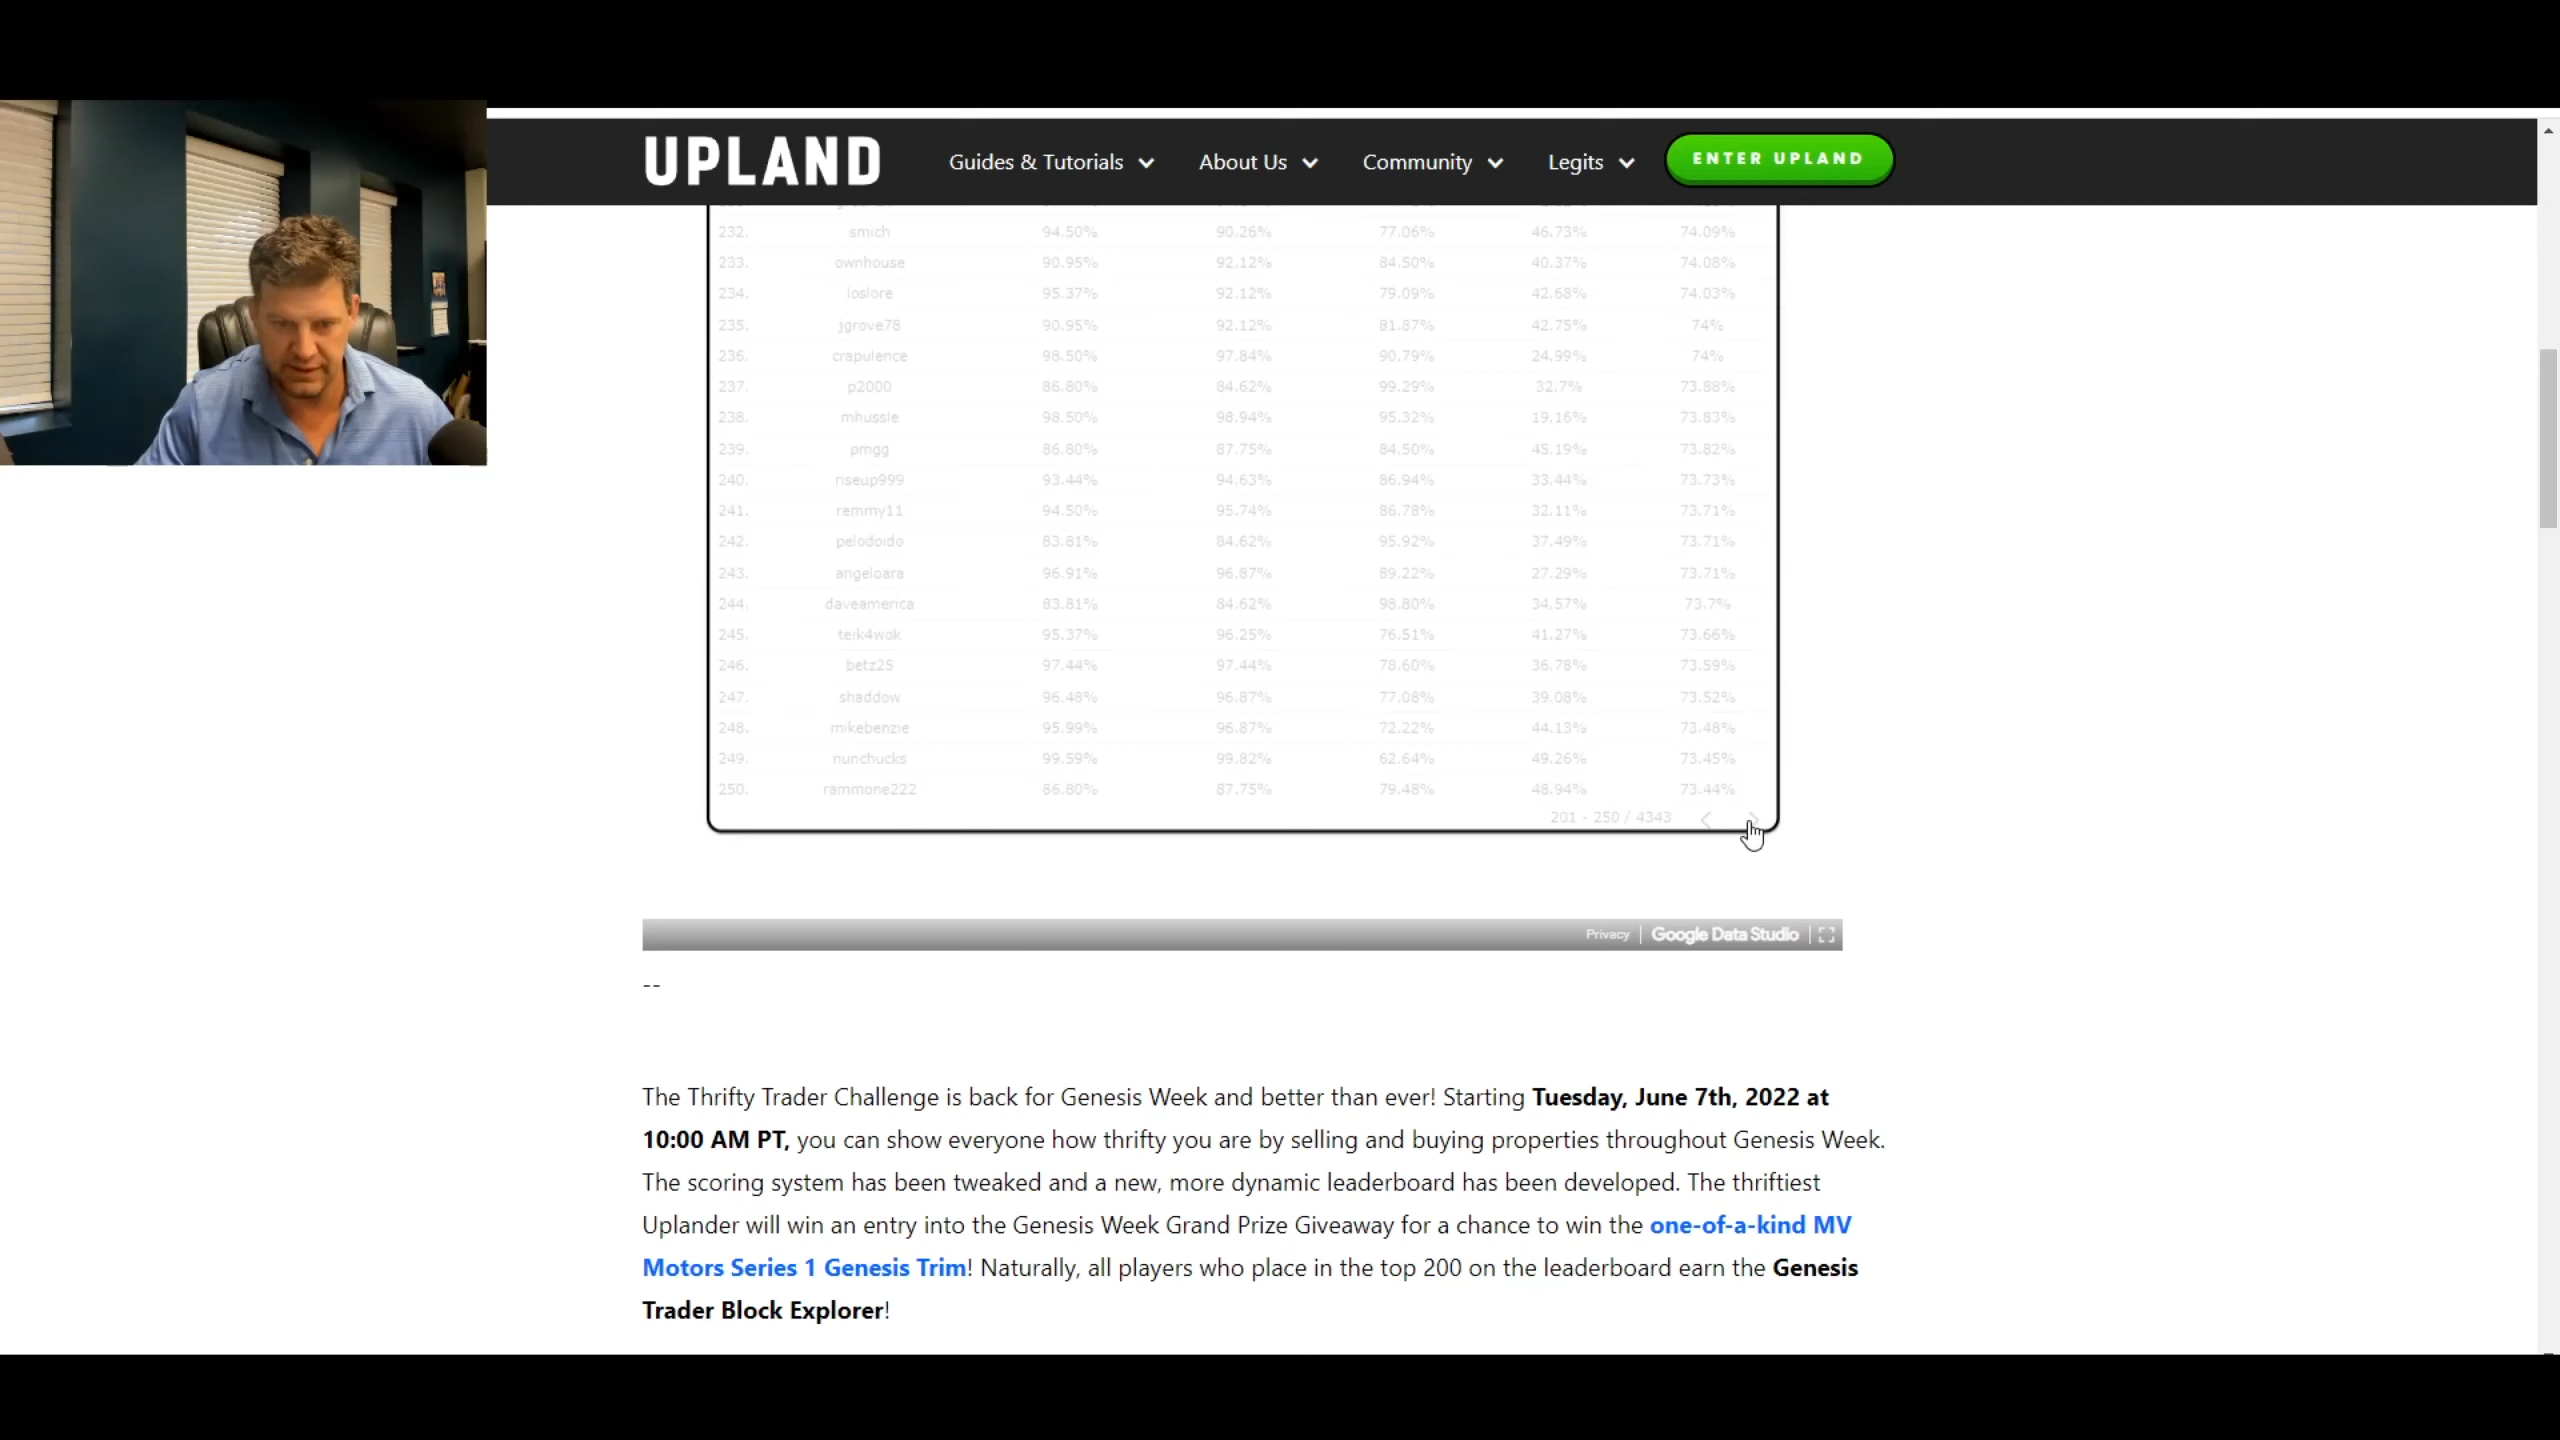 UPLAND Guides & Tutorials About Us Community Legits ENTER UPLAND
232. smich 94.50% 90.26% 77.06% 46.73% 74.09%
233. ownhouse 90.95% 92.12% 84.50% 40.37% 74.08%
234. loslore 95.37% 92.12% 79.09% 42.68% 74.03%
235. jgrove78 90.95% 92.12% 81.87% 42.75% 74%
236. crapulence 98.50% 97.84% 90.79% 24.99% 74%
237. p2000 86.80% 84.62% 99.29% 32.7% 73.88%
238. mhussle 98.50% 98.94% 95.32% 19.16% 73.83%
239. pmgg 86.80% 87.75% 84.50% 45.19% 73.82%
240. riseup999 93.44% 94.63% 86.94% 33.44% 73.73%
241. remmy11 94.50% 95.74% 86.78% 32.11% 73.71%
242. pelodoido 83.81% 84.62% 95.92% 37.49% 73.71%
243. angeloara 96.91% 96.87% 89.22% 27.29% 73.71%
244. daveamerica 83.81% 84.62% 98.80% 34.57% 73.7%
245. teik4wok 95.37% 96.25% 76.51% 41.27% 73.66%
246. betz25 97.44% 97.44% 78.60% 36.78% 73.59%
247. shaddow 96.48% 96.87% 77.08% 39.08% 73.52%
248. mikebenzie 95.99% 96.87% 72.22% 44.13% 73.48%
249. nunchucks 99.59% 99.82% 62.64% 49.26% 73.45%
250. rammone222 86.80% 87.75% 79.48% 48.94% 73.44%
201 - 250 / 4343
Privacy Google Data Studio
--
The Thrifty Trader Challenge is back for Genesis Week and better than ever! Starting Tuesday, June 7th, 2022 at
10:00 AM PT, you can show everyone how thrifty you are by selling and buying properties throughout Genesis Week.
The scoring system has been tweaked and a new, more dynamic leaderboard has been developed. The thriftiest
Uplander will win an entry into the Genesis Week Grand Prize Giveaway for a chance to win the one-of-a-kind MV
Motors Series 1 Genesis Trim! Naturally, all players who place in the top 200 on the leaderboard earn the Genesis
Trader Block Explorer!